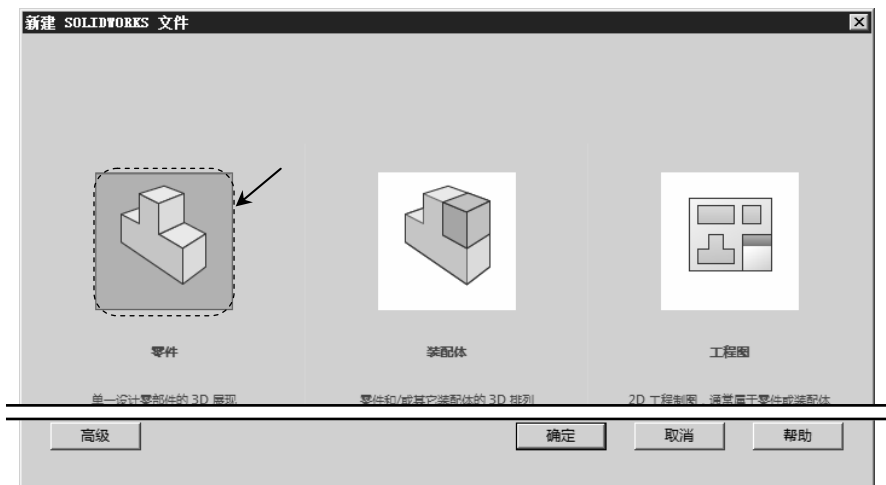 新建 SOLIDWORKS 文件
零件
装配体
工程图
单一设计零部件的 3D 展现
零件和/或其它装配体的 3D 排列
2D 工程制图，通常属于零件或装配体
高级
确定
取消
帮助